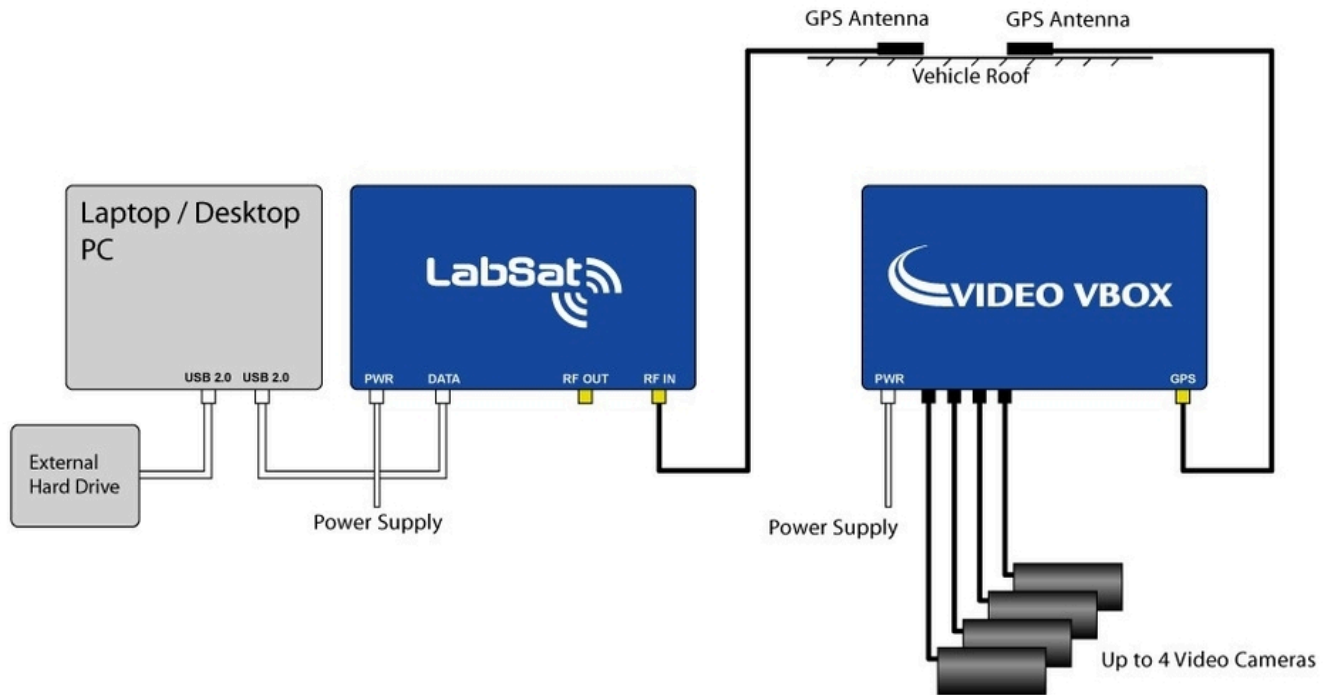 GPS Antenna
GPS Antenna
Vehicle Roof
Laptop / Desktop
PC
USB 2.0
USB 2.0
LabSat
PWR
DATA
RF OUT
RF IN
VIDEO VBOX
PWR
GPS
External
Hard Drive
Power Supply
Power Supply
Up to 4 Video Cameras